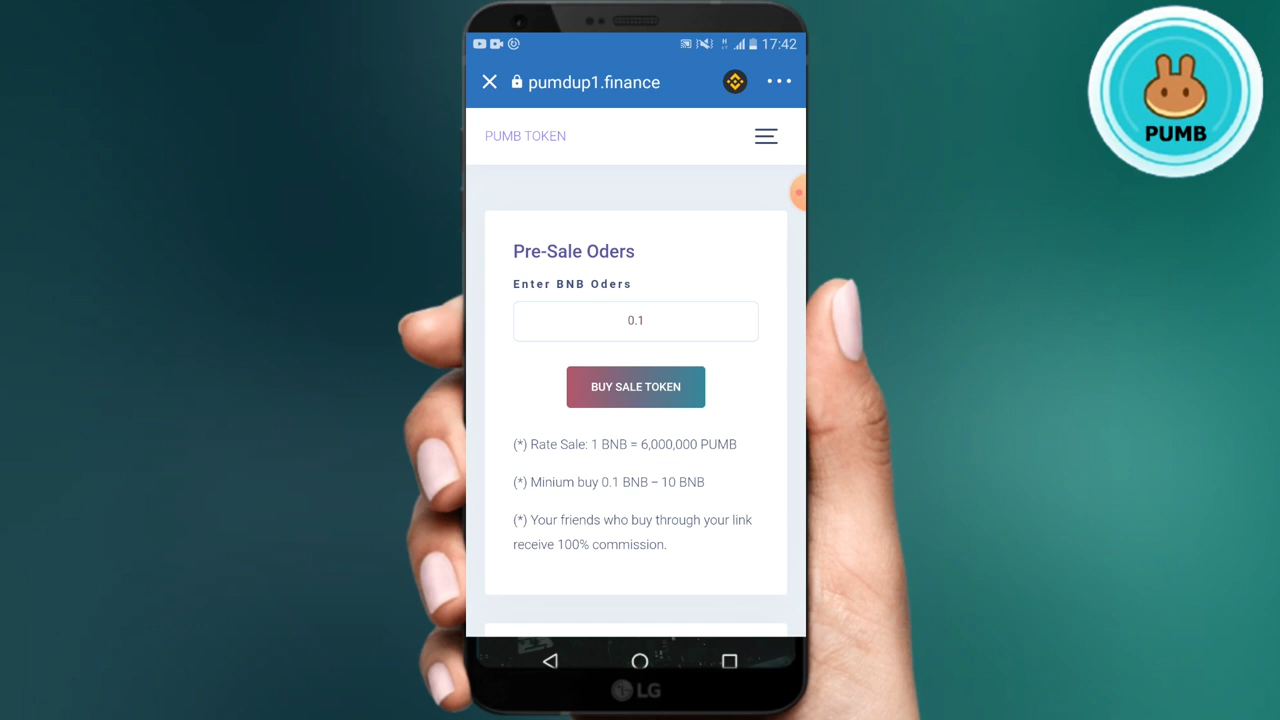 17:42
pumdup1.finance
PUMB TOKEN
Pre-Sale Oders
Enter BNB Oders
0.1
BUY SALE TOKEN
(*) Rate Sale: 1 BNB = 6,000,000 PUMB
(*) Minium buy 0.1 BNB – 10 BNB
(*) Your friends who buy through your link
receive 100% commission.
LG
PUMB